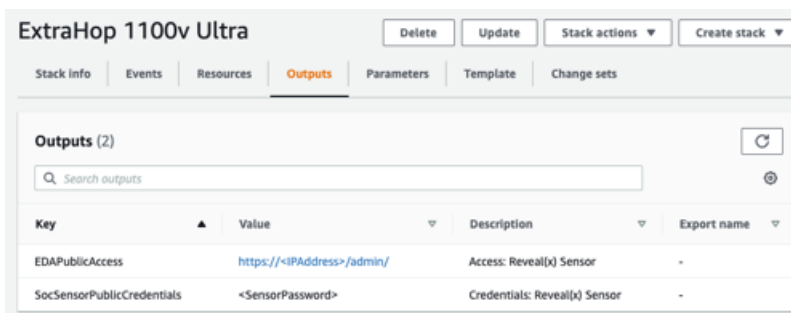 ExtraHop 1100v Ultra Delete Update Stack actions ▼ Create stack ▼
Stack info Events Resources Outputs Parameters Template Change sets
Outputs (2)
Search outputs
Key ▲ Value ▽ Description ▽ Export name ▽
EDAPublicAccess https://<IPAddress>/admin/ Access: Reveal(x) Sensor -
SocSensorPublicCredentials <SensorPassword> Credentials: Reveal(x) Sensor -